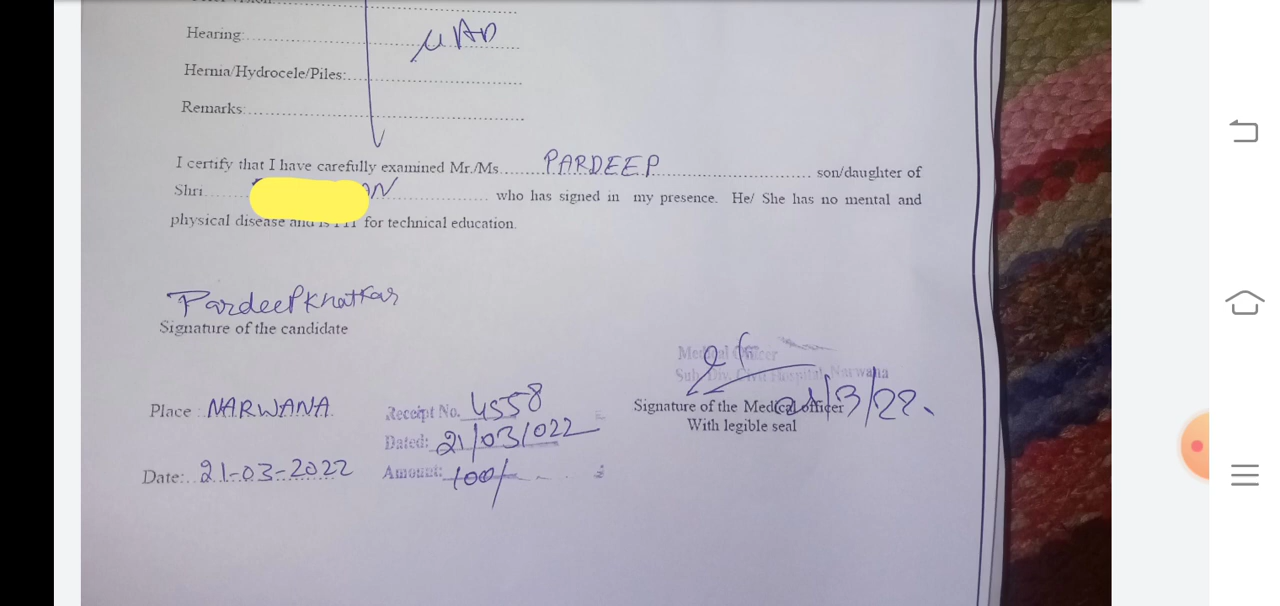 Hearing:
NAD
Hernia/Hydrocele/Piles:
Remarks:
I certify that I have carefully examined Mr./Ms. PARDEEP son/daughter of
Shri AN who has signed in my presence. He/ She has no mental and
physical disease and is FIT for technical education.
Pardeep Khatkar
Signature of the candidate
Medical Officer
Sub. Div. Civil Hospital, Narwana
21/3/22
Signature of the Medical officer
With legible seal
Place : NARWANA
Receipt No. 4558
Dated: 21/03/022
Date: 21-03-2022
Amount: 100/-